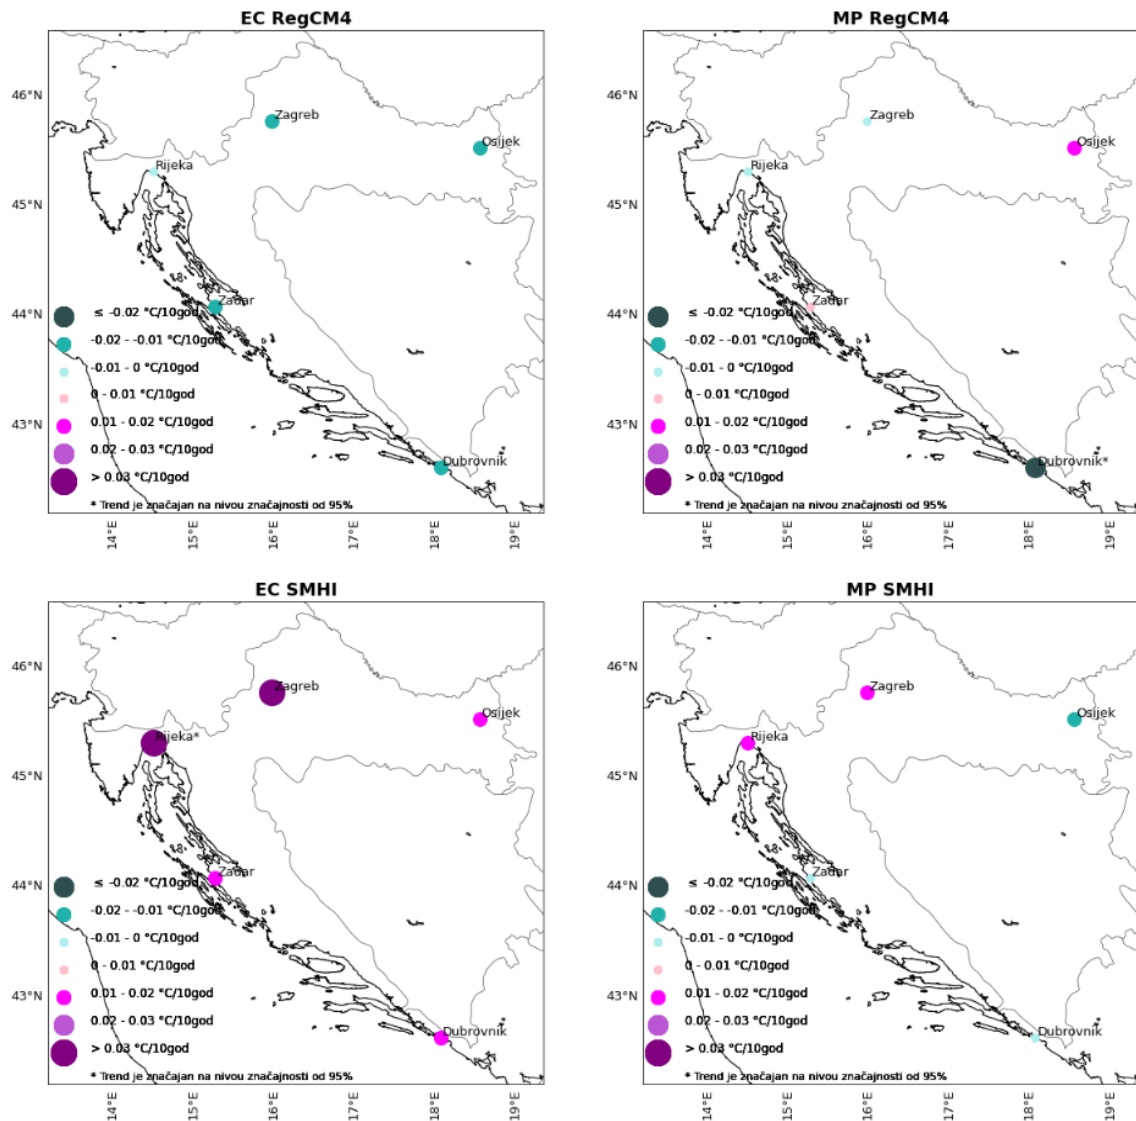 EC RegCM4
MP RegCM4
46°N
45°N
44°N
43°N
Zagreb
Osijek
Rijeka
Zadar
≤ -0.02 °C/10god
-0.02 - -0.01 °C/10god
-0.01 - 0 °C/10god
0 - 0.01 °C/10god
0.01 - 0.02 °C/10god
0.02 - 0.03 °C/10god
Dubrovnik
> 0.03 °C/10god
* Trend je značajan na nivou značajnosti od 95%
14°E
15°E
16°E
17°E
18°E
19°E
46°N
45°N
44°N
43°N
Zagreb
Osijek
Rijeka
Zadar
≤ -0.02 °C/10god
-0.02 - -0.01 °C/10god
-0.01 - 0 °C/10god
0 - 0.01 °C/10god
0.01 - 0.02 °C/10god
0.02 - 0.03 °C/10god
Dubrovnik*
> 0.03 °C/10god
* Trend je značajan na nivou značajnosti od 95%
14°E
15°E
16°E
17°E
18°E
19°E
EC SMHI
MP SMHI
46°N
45°N
44°N
43°N
Zagreb
Osijek
Rijeka*
Zadar
≤ -0.02 °C/10god
-0.02 - -0.01 °C/10god
-0.01 - 0 °C/10god
0 - 0.01 °C/10god
0.01 - 0.02 °C/10god
0.02 - 0.03 °C/10god
Dubrovnik
> 0.03 °C/10god
* Trend je značajan na nivou značajnosti od 95%
14°E
15°E
16°E
17°E
18°E
19°E
46°N
45°N
44°N
43°N
Zagreb
Osijek
Rijeka
Zadar
≤ -0.02 °C/10god
-0.02 - -0.01 °C/10god
-0.01 - 0 °C/10god
0 - 0.01 °C/10god
0.01 - 0.02 °C/10god
0.02 - 0.03 °C/10god
Dubrovnik
> 0.03 °C/10god
* Trend je značajan na nivou značajnosti od 95%
14°E
15°E
16°E
17°E
18°E
19°E